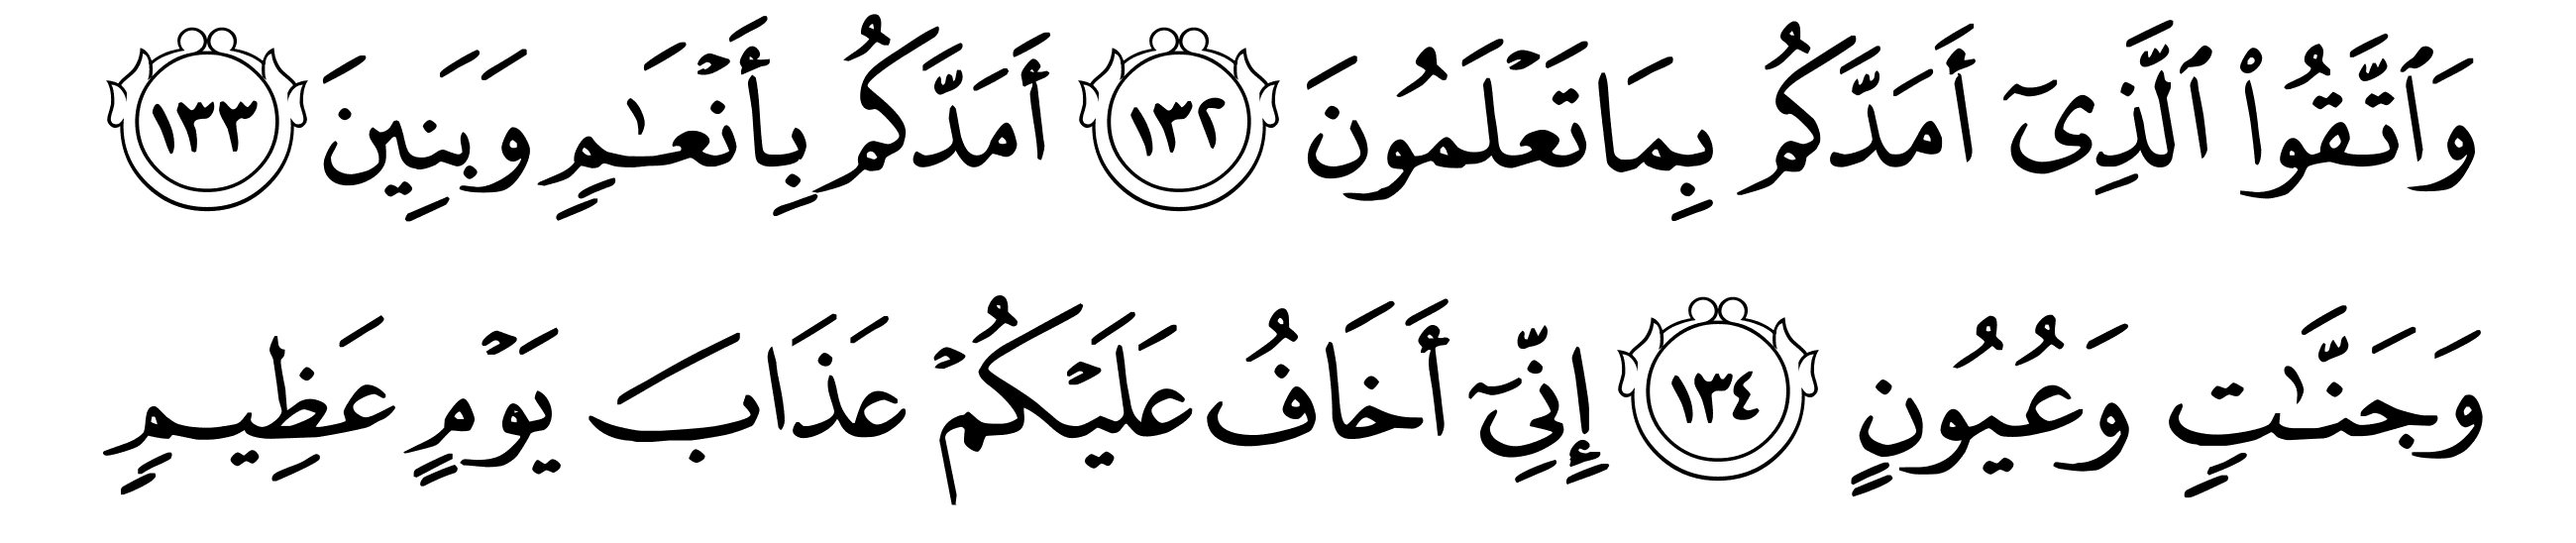 وَٱتَّقُوا۟ ٱلَّذِىٓ أَمَدَّكُم بِمَا تَعْلَمُونَ ١٣٢ أَمَدَّكُم بِأَنْعَـٰمٍ وَبَنِينَ ١٣٣
وَجَنَّـٰتٍ وَعُيُونٍ ١٣٤ إِنِّىٓ أَخَافُ عَلَيْكُمْ عَذَابَ يَوْمٍ عَظِيمٍ